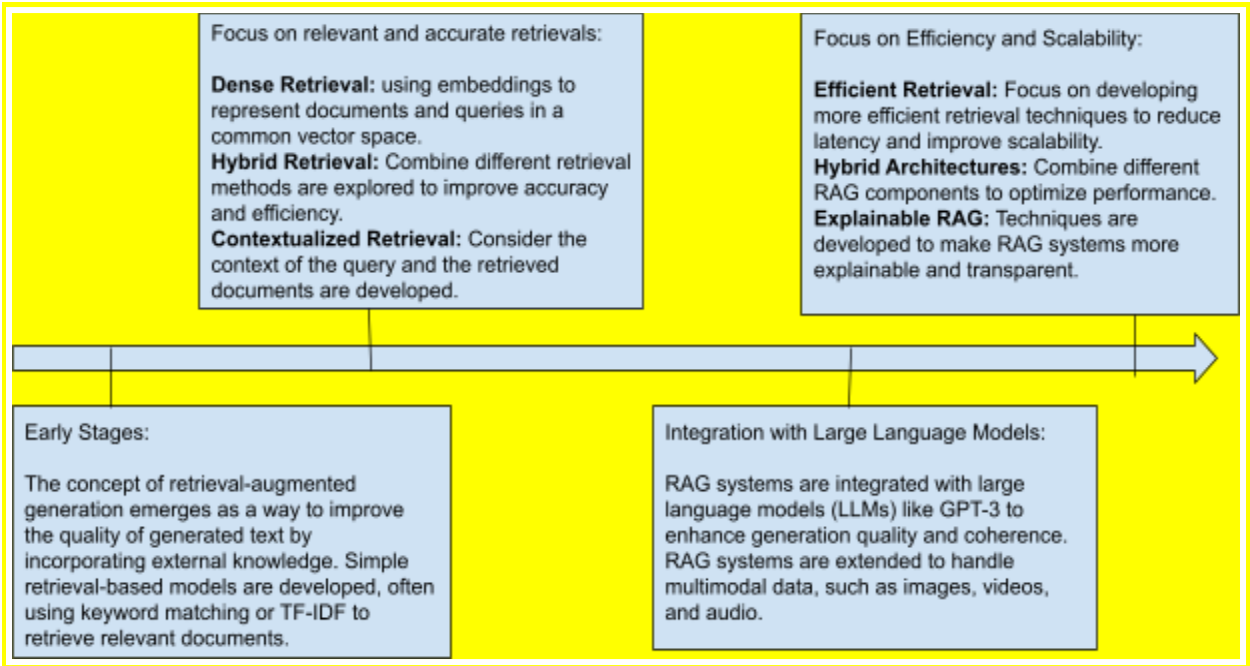 Focus on relevant and accurate retrievals:
Dense Retrieval: using embeddings to
represent documents and queries in a
common vector space.
Hybrid Retrieval: Combine different retrieval
methods are explored to improve accuracy
and efficiency.
Contextualized Retrieval: Consider the
context of the query and the retrieved
documents are developed.
Focus on Efficiency and Scalability:
Efficient Retrieval: Focus on developing
more efficient retrieval techniques to reduce
latency and improve scalability.
Hybrid Architectures: Combine different
RAG components to optimize performance.
Explainable RAG: Techniques are
developed to make RAG systems more
explainable and transparent.
Early Stages:
The concept of retrieval-augmented
generation emerges as a way to improve
the quality of generated text by
incorporating external knowledge. Simple
retrieval-based models are developed, often
using keyword matching or TF-IDF to
retrieve relevant documents.
Integration with Large Language Models:
RAG systems are integrated with large
language models (LLMs) like GPT-3 to
enhance generation quality and coherence.
RAG systems are extended to handle
multimodal data, such as images, videos,
and audio.